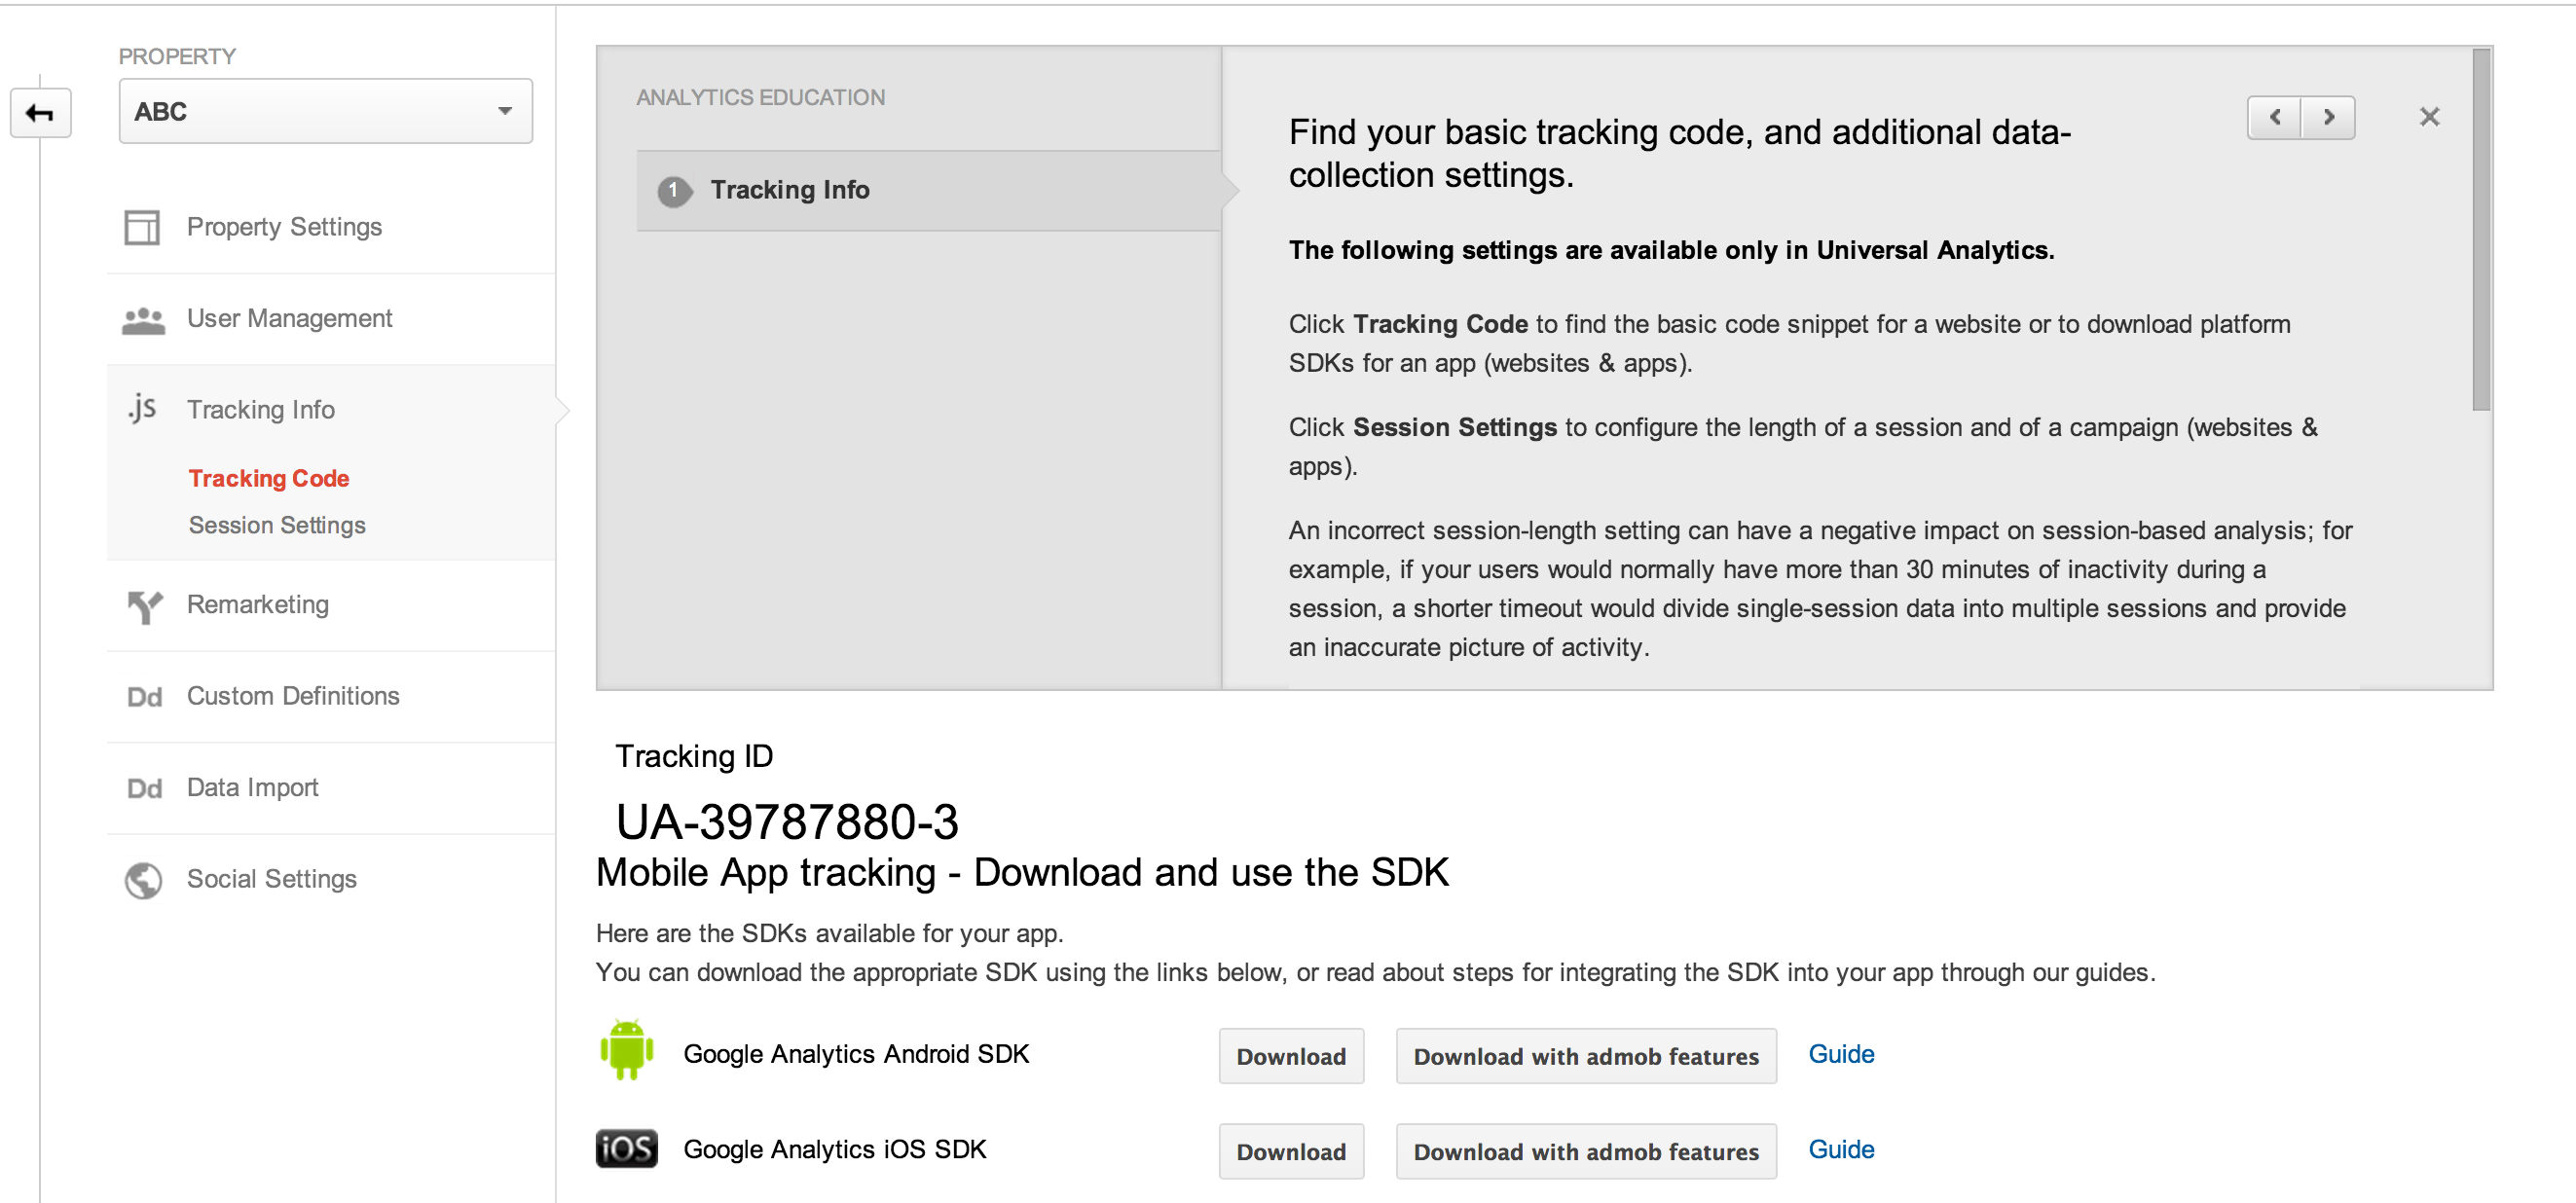 PROPERTY
ABC
Property Settings
User Management
.js Tracking Info
Tracking Code
Session Settings
Remarketing
Dd Custom Definitions
Dd Data Import
Social Settings
ANALYTICS EDUCATION
1 Tracking Info
Find your basic tracking code, and additional data-
collection settings.
The following settings are available only in Universal Analytics.
Click Tracking Code to find the basic code snippet for a website or to download platform
SDKs for an app (websites & apps).
Click Session Settings to configure the length of a session and of a campaign (websites &
apps).
An incorrect session-length setting can have a negative impact on session-based analysis; for
example, if your users would normally have more than 30 minutes of inactivity during a
session, a shorter timeout would divide single-session data into multiple sessions and provide
an inaccurate picture of activity.
Tracking ID
UA-39787880-3
Mobile App tracking - Download and use the SDK
Here are the SDKs available for your app.
You can download the appropriate SDK using the links below, or read about steps for integrating the SDK into your app through our guides.
Google Analytics Android SDK Download Download with admob features Guide
iOS Google Analytics iOS SDK Download Download with admob features Guide